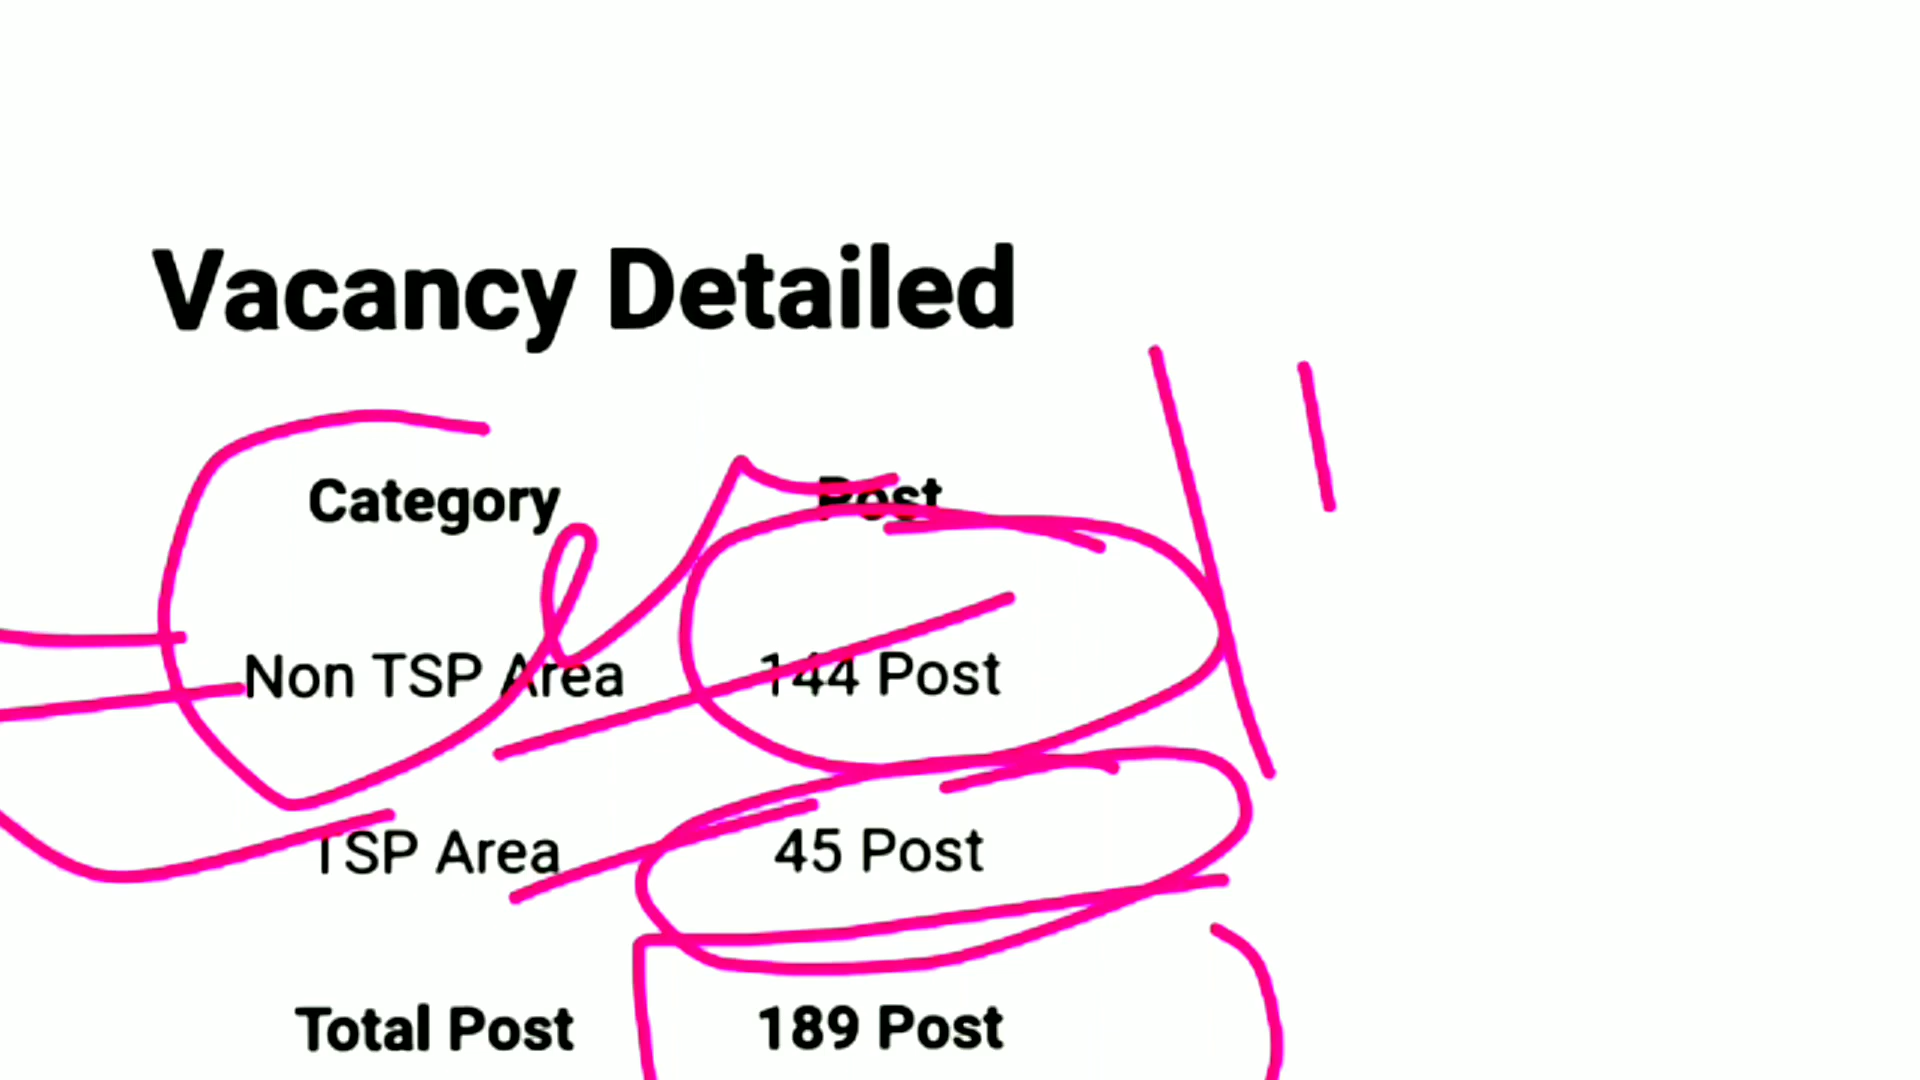 Vacancy Detailed
Category Post
Non TSP Area 144 Post
TSP Area 45 Post
Total Post 189 Post